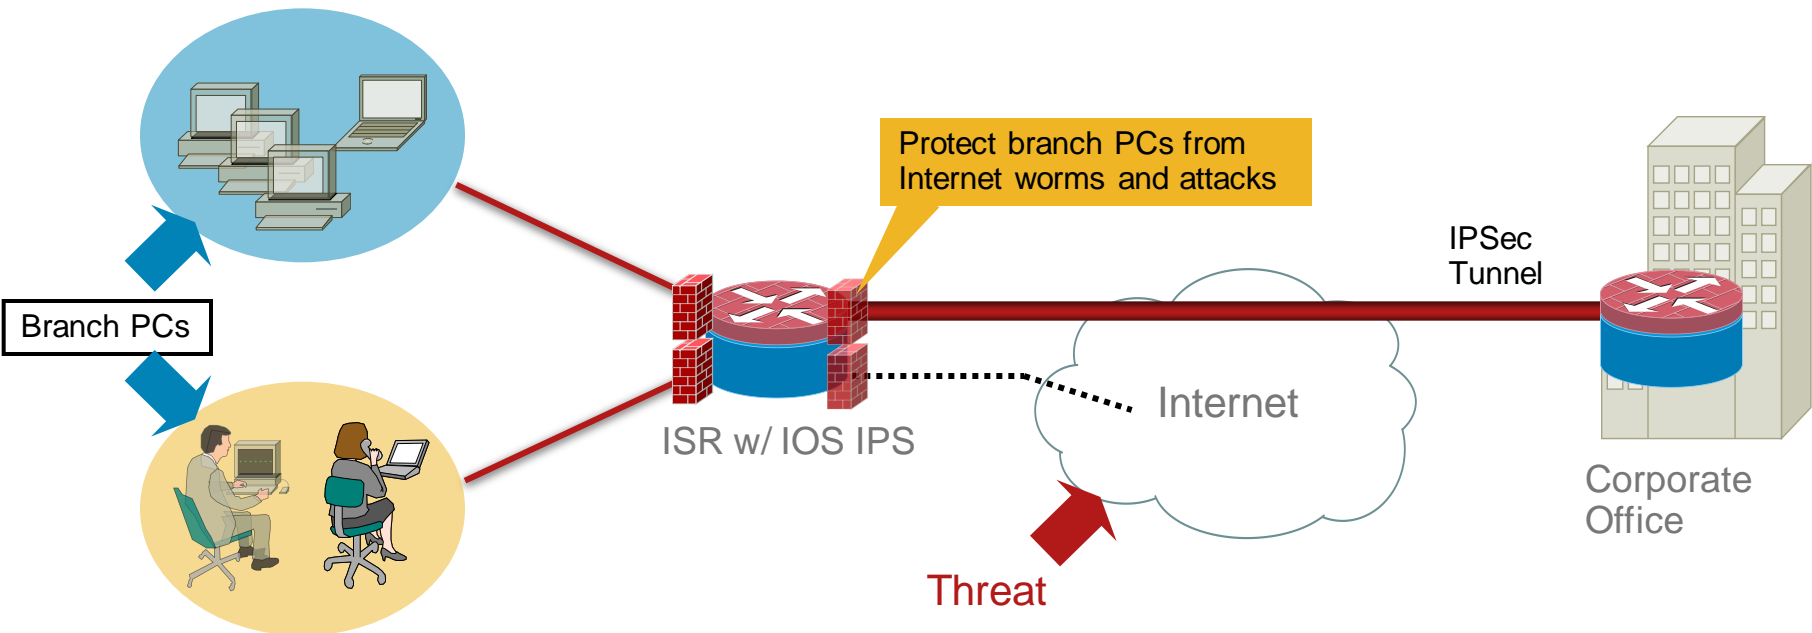 Protect branch PCs from
Internet worms and attacks
IPSec
Tunnel
Branch PCs
Internet
ISR w/ IOS IPS
Corporate
Office
Threat